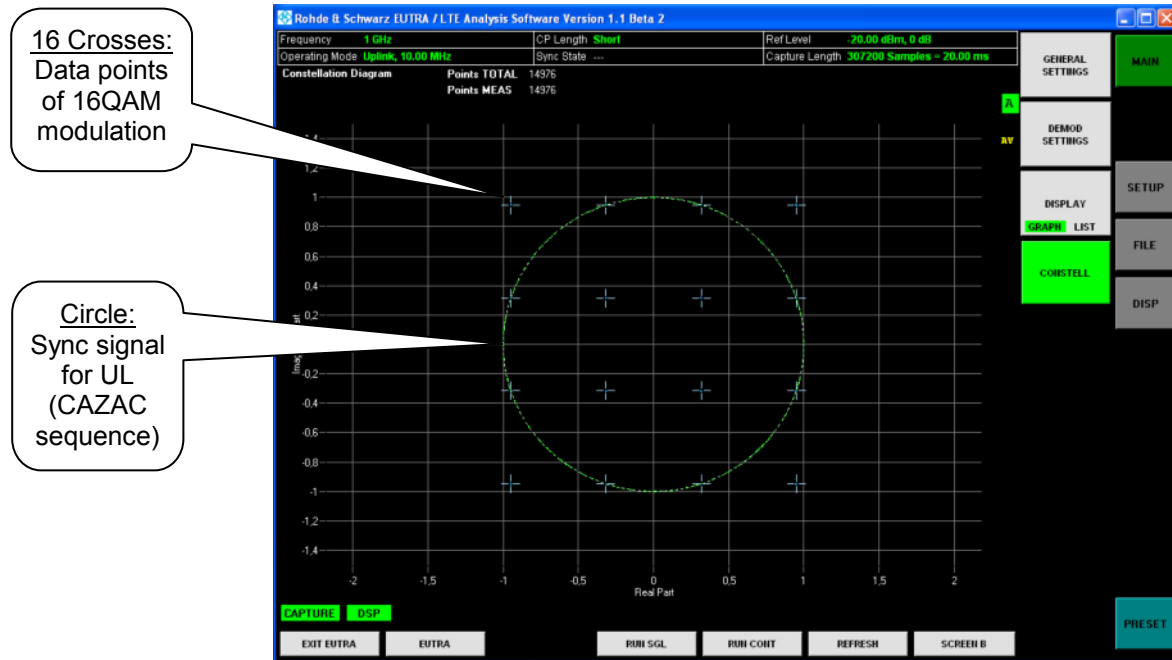 16 Crosses:
Data points
of 16QAM
modulation
Circle:
Sync signal
for UL
(CAZAC
sequence)
Rohde & Schwarz EUTRA / LTE Analysis Software Version 1.1 Beta 2
Frequency 1 GHz CP Length Short Ref Level -20.00 dBm, 0 dB
Operating Mode Uplink, 10.00 MHz Sync State --- Capture Length 307200 Samples = 20.00 ms
Constellation Diagram Points TOTAL 14976
Points MEAS 14976
A
AV
1,2
1
0,8
0,6
0,4
0,2
-0,2
-0,4
-0,6
-0,8
-1
-1,2
-1,4
-2 -1,5 -1 -0,5 0 0,5 1 1,5 2
Real Part
CAPTURE DSP
EXIT EUTRA EUTRA RUN SGL RUN CONT REFRESH SCREEN B
GENERAL
SETTINGS
DEMOD
SETTINGS
DISPLAY
GRAPH LIST
CONSTELL
MAIN
SETUP
FILE
DISP
PRESET